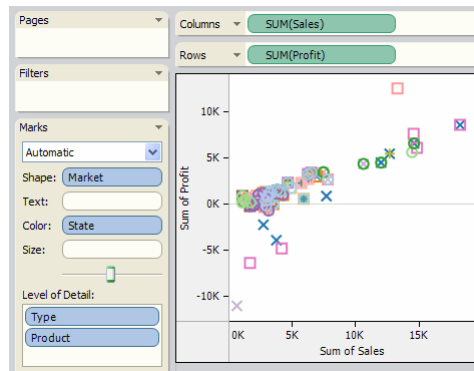 Pages
Columns
SUM(Sales)
Rows
SUM(Profit)
Filters
Marks
Automatic
Shape: Market
Text:
Color: State
Size:
Level of Detail:
Type
Product
Sum of Profit
10K
5K
0K
-5K
-10K
0K 5K 10K 15K
Sum of Sales